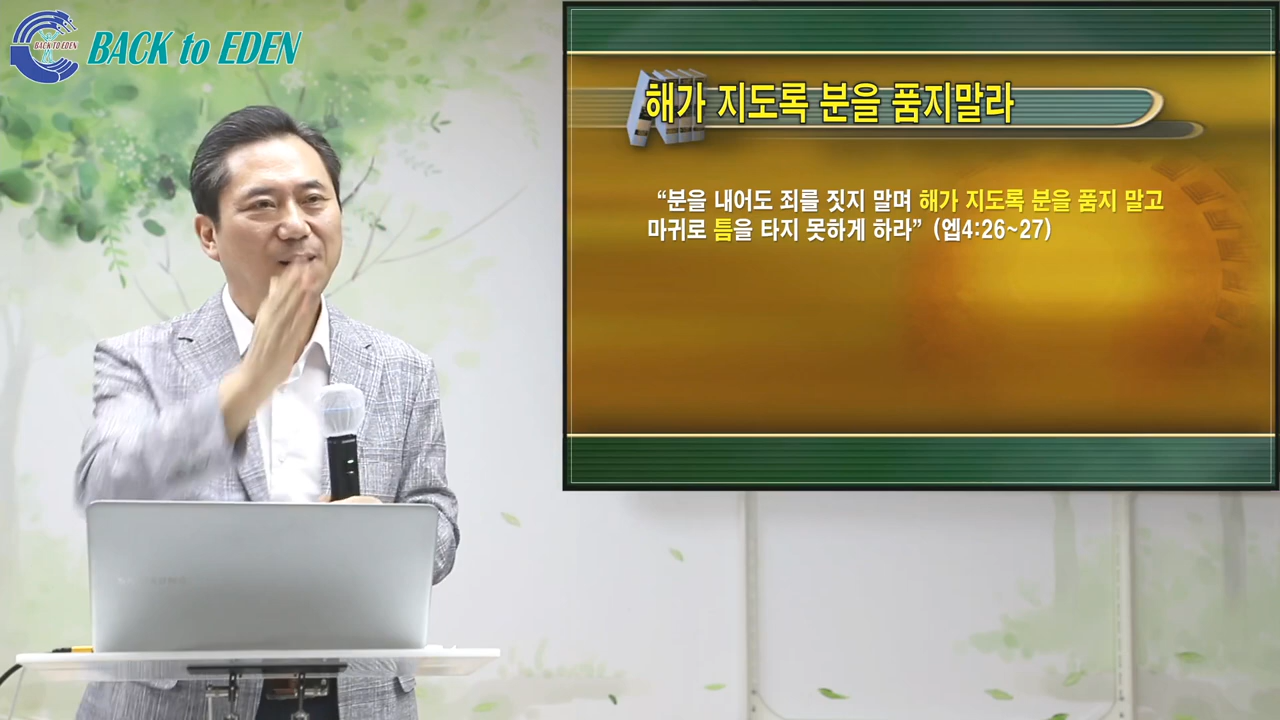 BACK TO EDEN
BACK to EDEN
해가 지도록 분을 품지말라
“분을 내어도 죄를 짓지 말며 해가 지도록 분을 품지 말고
마귀로 틈을 타지 못하게 하라” (엡4:26~27)